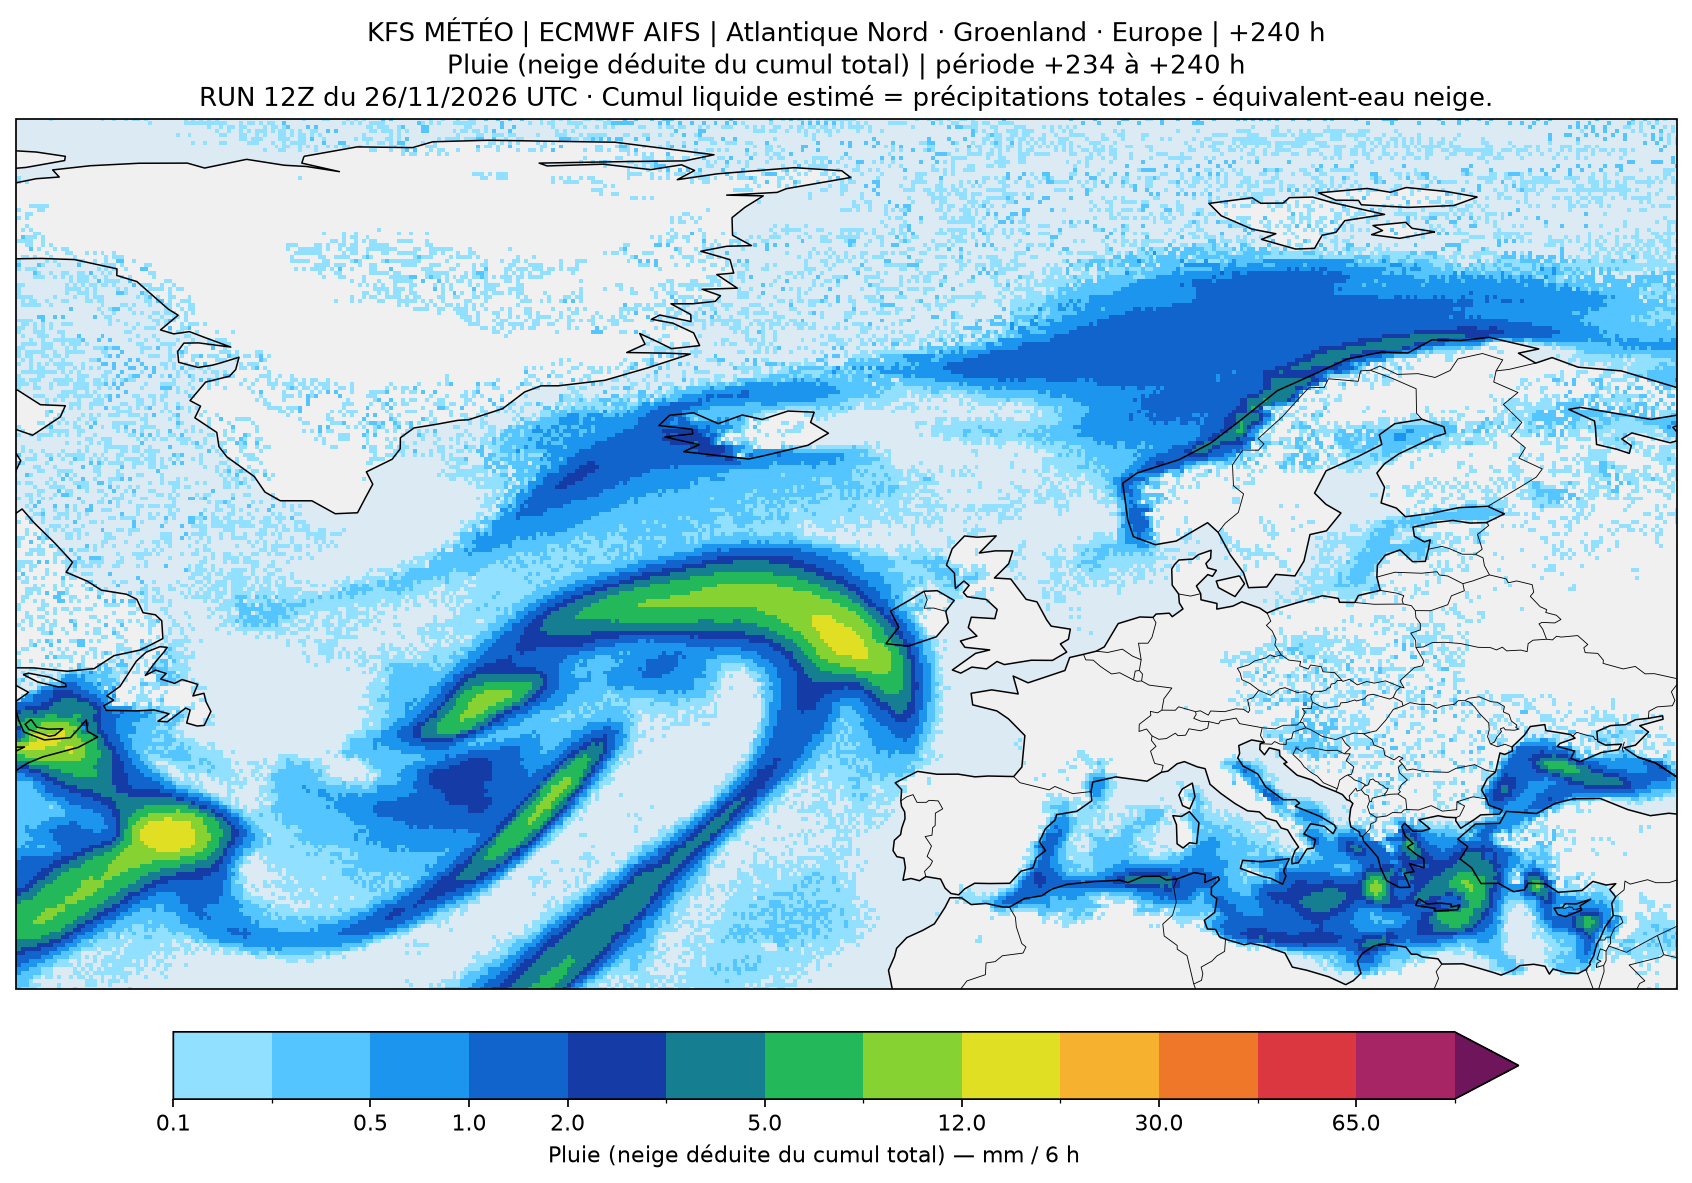 KFS MÉTÉO | ECMWF AIFS | Atlantique Nord · Groenland · Europe | +240 h
Pluie (neige déduite du cumul total) | période +234 à +240 h
RUN 12Z du 26/11/2026 UTC · Cumul liquide estimé = précipitations totales - équivalent-eau neige.
0.1 0.5 1.0 2.0 5.0 12.0 30.0 65.0
Pluie (neige déduite du cumul total) — mm / 6 h